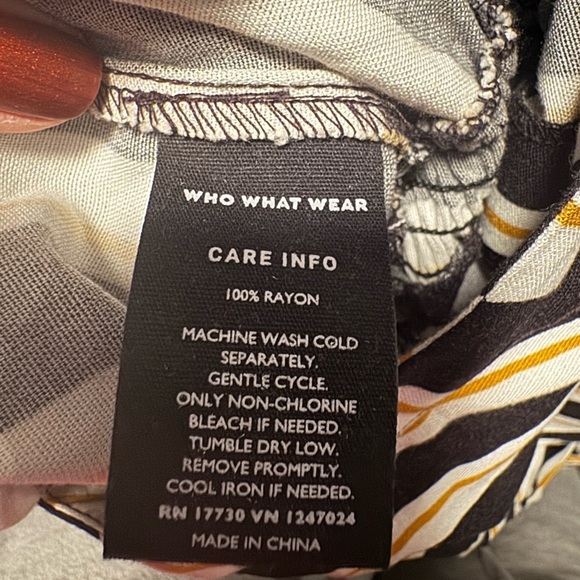 WHO WHAT WEAR
CARE INFO
100% RAYON
MACHINE WASH COLD
SEPARATELY.
GENTLE CYCLE.
ONLY NON-CHLORINE
BLEACH IF NEEDED.
TUMBLE DRY LOW.
REMOVE PROMPTLY.
COOL IRON IF NEEDED.
RN 17730 VN 1247024
MADE IN CHINA